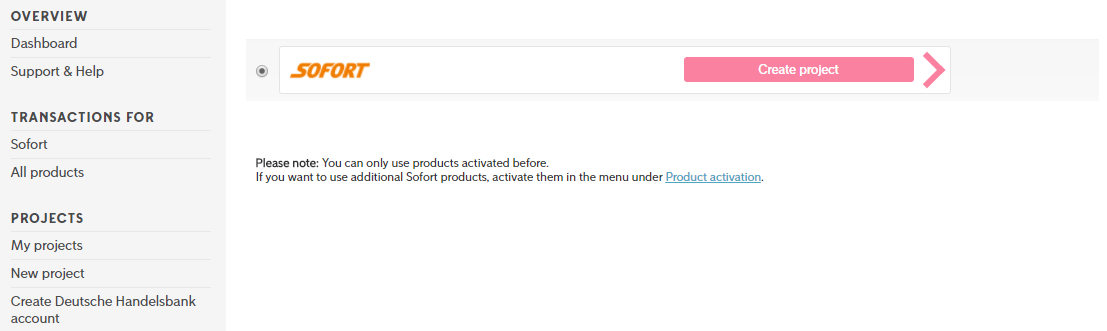 OVERVIEW
Dashboard
Support & Help
TRANSACTIONS FOR
Sofort
All products
PROJECTS
My projects
New project
Create Deutsche Handelsbank
account
SOFORT
Create project
Please note: You can only use products activated before.
If you want to use additional Sofort products, activate them in the menu under Product activation.